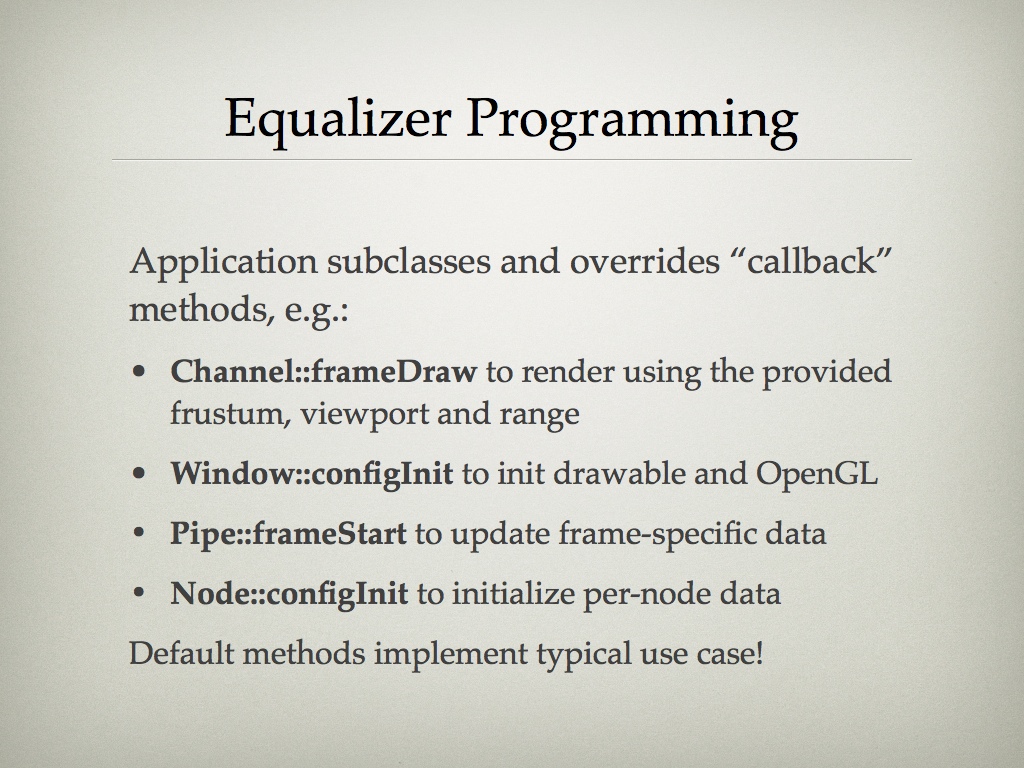 Equalizer Programming
Application subclasses and overrides “callback”
methods, e.g.:
• Channel::frameDraw to render using the provided
frustum, viewport and range
• Window::configInit to init drawable and OpenGL
• Pipe::frameStart to update frame-specific data
• Node::configInit to initialize per-node data
Default methods implement typical use case!